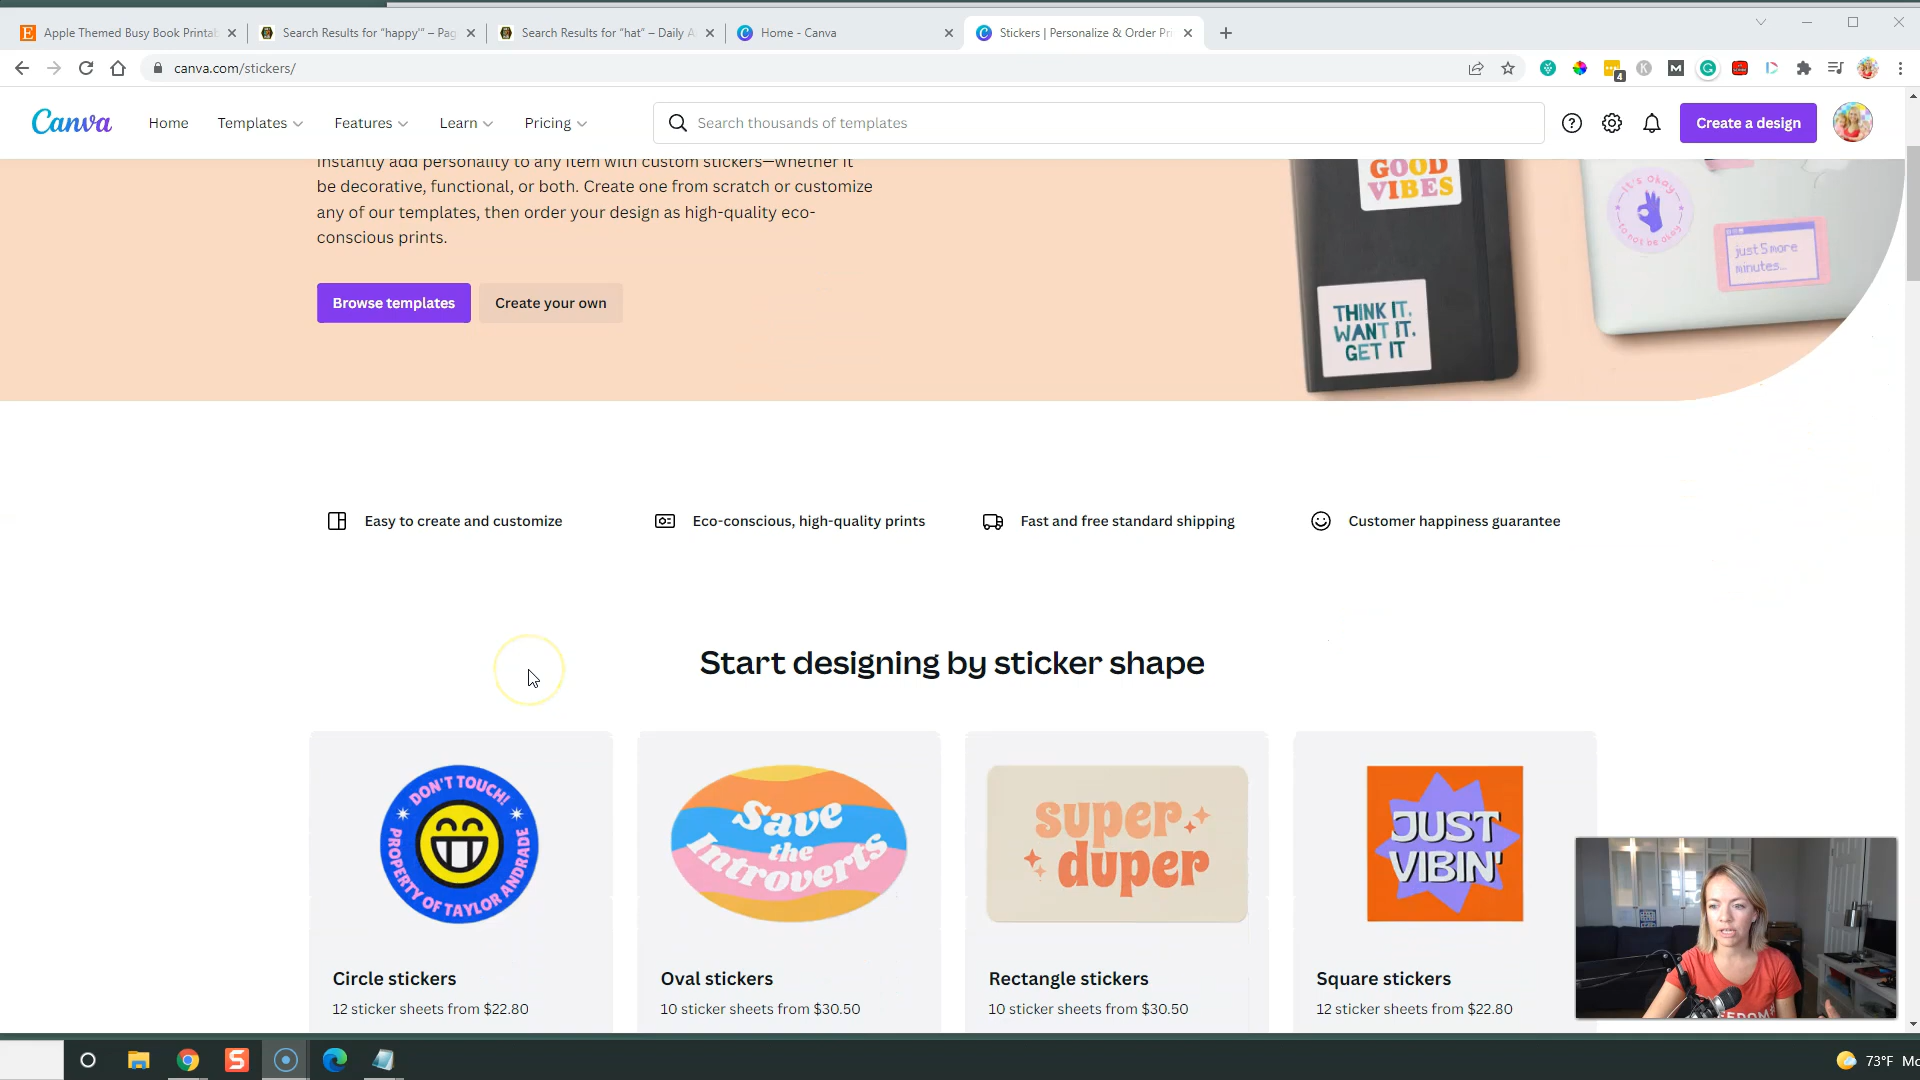 Apple Themed Busy Book Printab
Search Results for "happy" – Pag
Search Results for "hat" – Daily A
Home - Canva
Stickers | Personalize & Order Pr
canva.com/stickers/
4
Canva
Home
Templates
Features
Learn
Pricing
Search thousands of templates
Create a design
instantly add personality to any item with custom stickers—whether it
be decorative, functional, or both. Create one from scratch or customize
any of our templates, then order your design as high-quality eco-
conscious prints.
Browse templates
Create your own
GOOD
VIBES
THINK IT.
WANT IT.
GET IT
it's okay
to not be okay
just 5 more
minutes...
Easy to create and customize
Eco-conscious, high-quality prints
Fast and free standard shipping
Customer happiness guarantee
Start designing by sticker shape
DON'T TOUCH!
PROPERTY OF TAYLOR ANDRADE
Save
the
Introverts
super
duper
JUST
VIBIN'
Circle stickers
12 sticker sheets from $22.80
Oval stickers
10 sticker sheets from $30.50
Rectangle stickers
10 sticker sheets from $30.50
Square stickers
12 sticker sheets from $22.80
73°F Mo